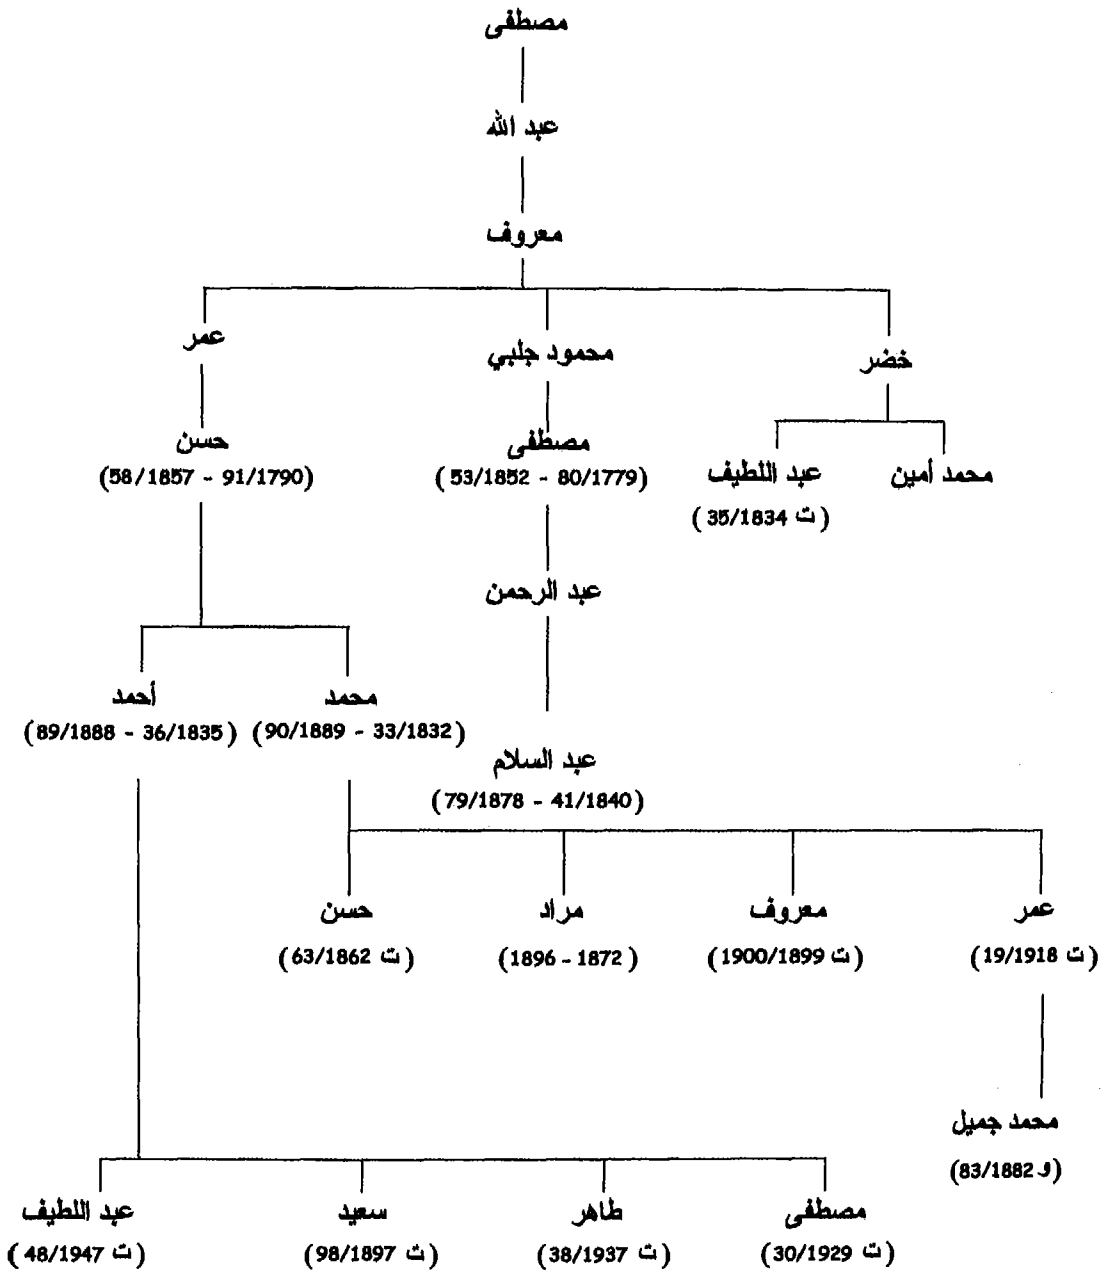 مصطفى
عبد الله
معروف
خضر
محمود جلبي
عمر
محمد أمين
عبد اللطيف
(ت 35/1834)
مصطفى
(53/1852 - 80/1779)
حسن
(58/1857 - 91/1790)
عبد الرحمن
محمد
(90/1889 - 33/1832)
أحمد
(89/1888 - 36/1835)
عبد السلام
(79/1878 - 41/1840)
عمر
(ت 19/1918)
معروف
(ت 1900/1899)
مراد
(1896 - 1872)
حسن
(ت 63/1862)
محمد جميل
(و 83/1882)
مصطفى
(ت 30/1929)
طاهر
(ت 38/1937)
سعيد
(ت 98/1897)
عبد اللطيف
(ت 48/1947)